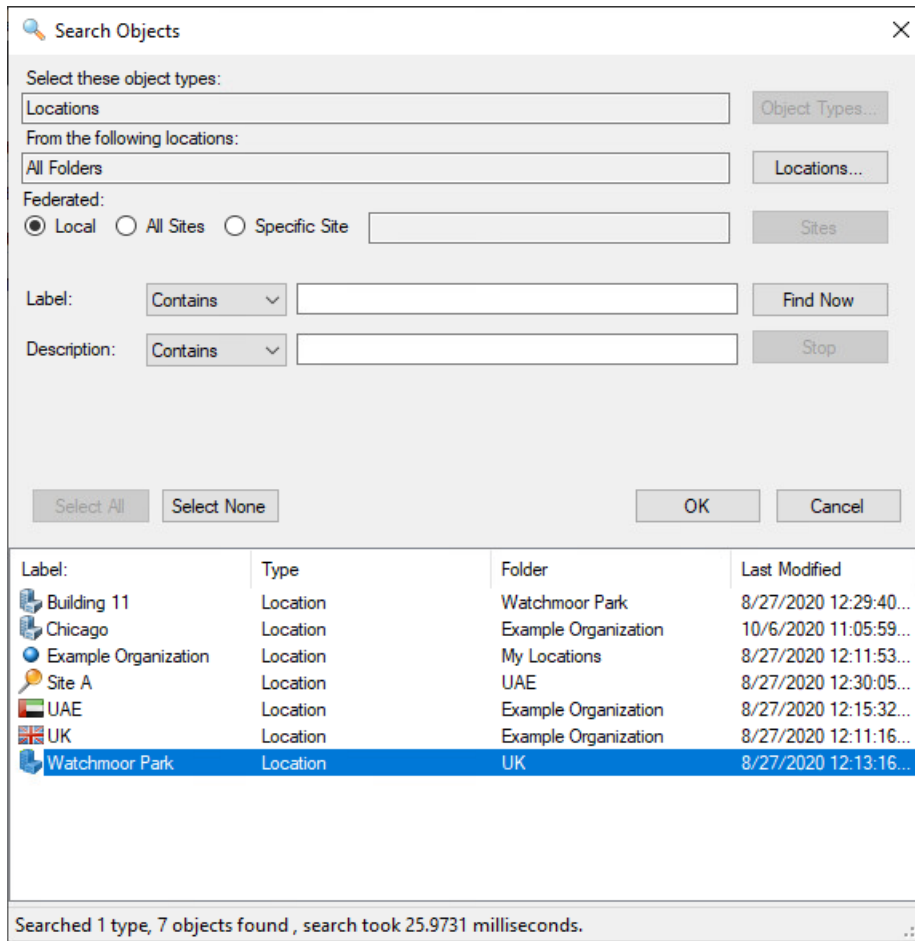 Search Objects
Select these object types:
Locations Object Types...
From the following locations:
All Folders Locations...
Federated:
Local All Sites Specific Site Sites
Label: Contains Find Now
Description: Contains Stop
Select All Select None OK Cancel
Label: Type Folder Last Modified
Building 11 Location Watchmoor Park 8/27/2020 12:29:40...
Chicago Location Example Organization 10/6/2020 11:05:59...
Example Organization Location My Locations 8/27/2020 12:11:53...
Site A Location UAE 8/27/2020 12:30:05...
UAE Location Example Organization 8/27/2020 12:15:32...
UK Location Example Organization 8/27/2020 12:11:16...
Watchmoor Park Location UK 8/27/2020 12:13:16...
Searched 1 type, 7 objects found , search took 25.9731 milliseconds.